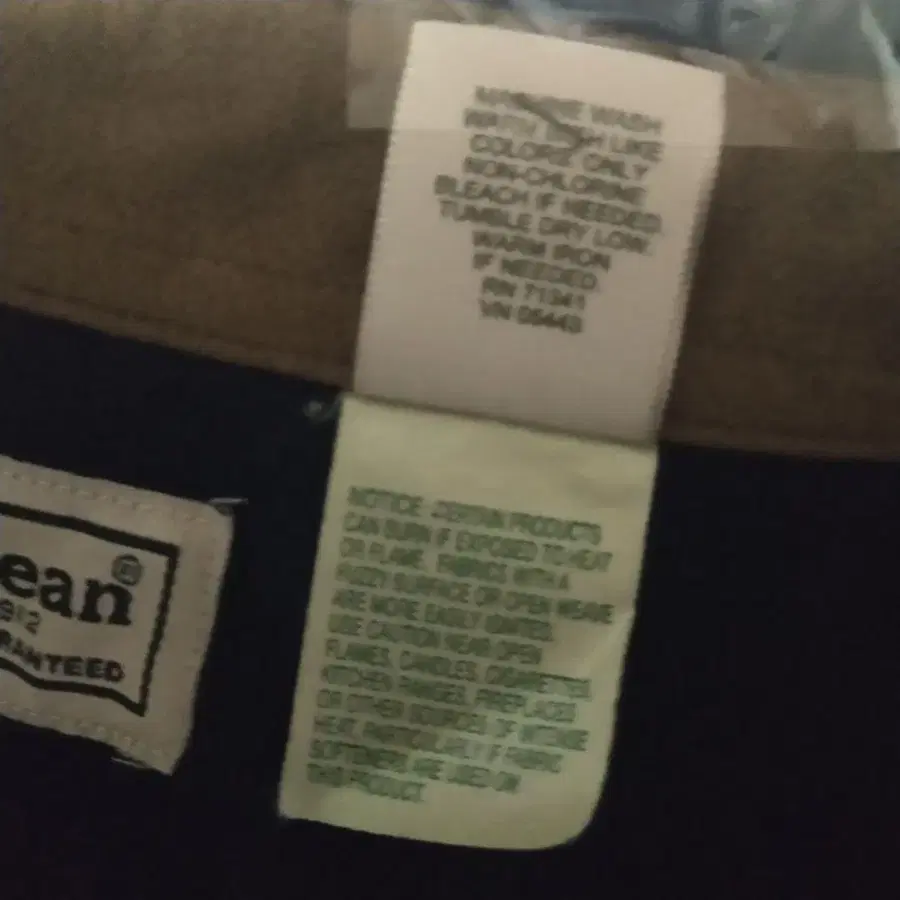 MACHINE WASH
WARM WITH LIKE
COLORS ONLY
NON-CHLORINE
BLEACH IF NEEDED.
TUMBLE DRY LOW.
WARM IRON
IF NEEDED.
RN 71341
VN
NOTICE: CERTAIN PRODUCTS
CAN BURN IF EXPOSED TO HEAT
OR FLAME. FABRICS WITH A
FUZZY SURFACE OR OPEN WEAVE
ARE MORE EASILY IGNITED.
USE CAUTION NEAR OPEN
FLAMES, CANDLES, CIGARETTES,
KITCHEN RANGES, FIREPLACES
OR OTHER SOURCES OF INTENSE
HEAT, PARTICULARLY IF FABRIC
SOFTENERS ARE USED ON
THIS PRODUCT.
ean®
912
RANTEED